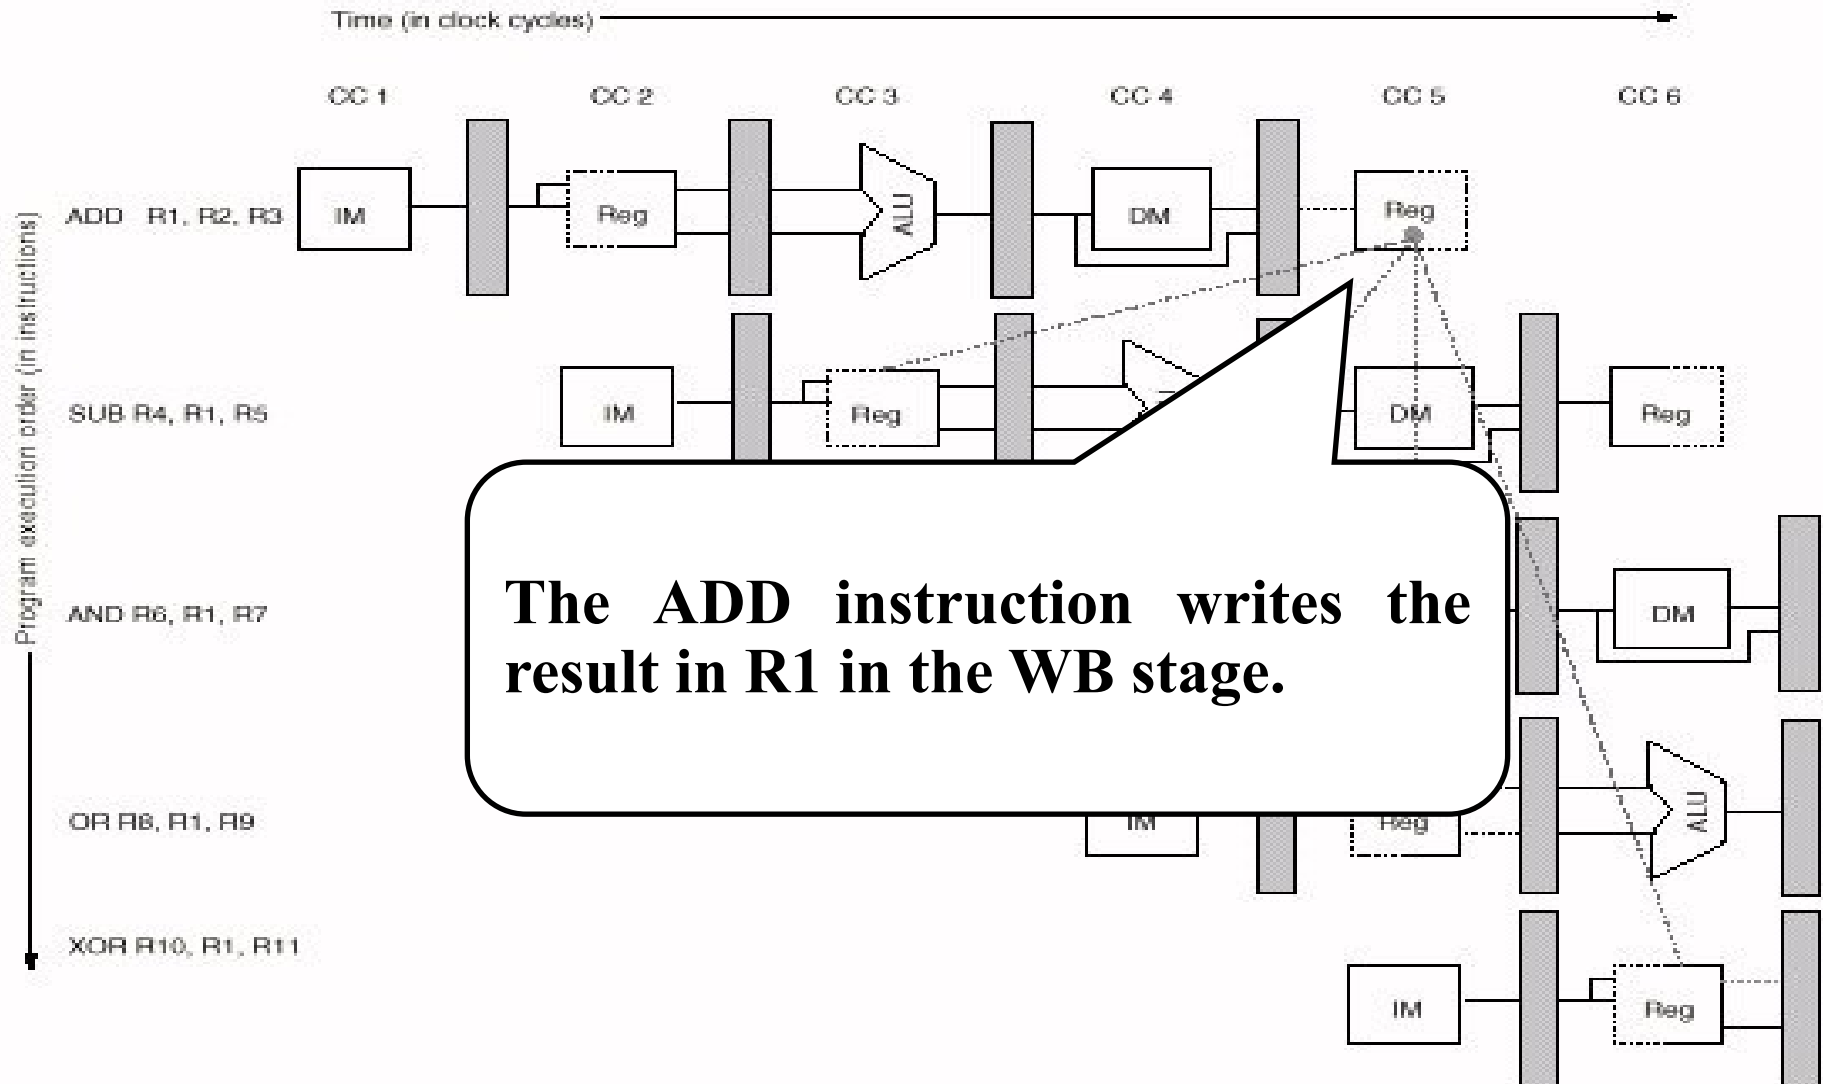 Time (in clock cycles)
CC 1 CC 2 CC 3 CC 4 CC 5 CC 6
Program execution order (in instructions)
ADD R1, R2, R3 IM Reg ALU DM Reg
SUB R4, R1, R5 IM Reg DM Reg
AND R6, R1, R7 DM
The ADD instruction writes the
result in R1 in the WB stage.
OR R8, R1, R9 IM Reg ALU
XOR R10, R1, R11
IM Reg